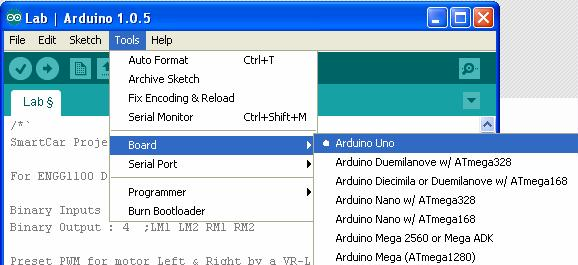 Lab | Arduino 1.0.5
File Edit Sketch Tools Help
Auto Format Ctrl+T
Archive Sketch
Fix Encoding & Reload
Serial Monitor Ctrl+Shift+M
Board
Serial Port
Programmer
Burn Bootloader
Arduino Uno
Arduino Duemilanove w/ ATmega328
Arduino Diecimila or Duemilanove w/ ATmega168
Arduino Nano w/ ATmega328
Arduino Nano w/ ATmega168
Arduino Mega 2560 or Mega ADK
Arduino Mega (ATmega1280)
Lab §
/*`
SmartCar Proje
For ENGG1100 D
Binary Inputs
Binary Output : 4 ;LM1 LM2 RM1 RM2
Preset PWM for motor Left & Right by a VR-L